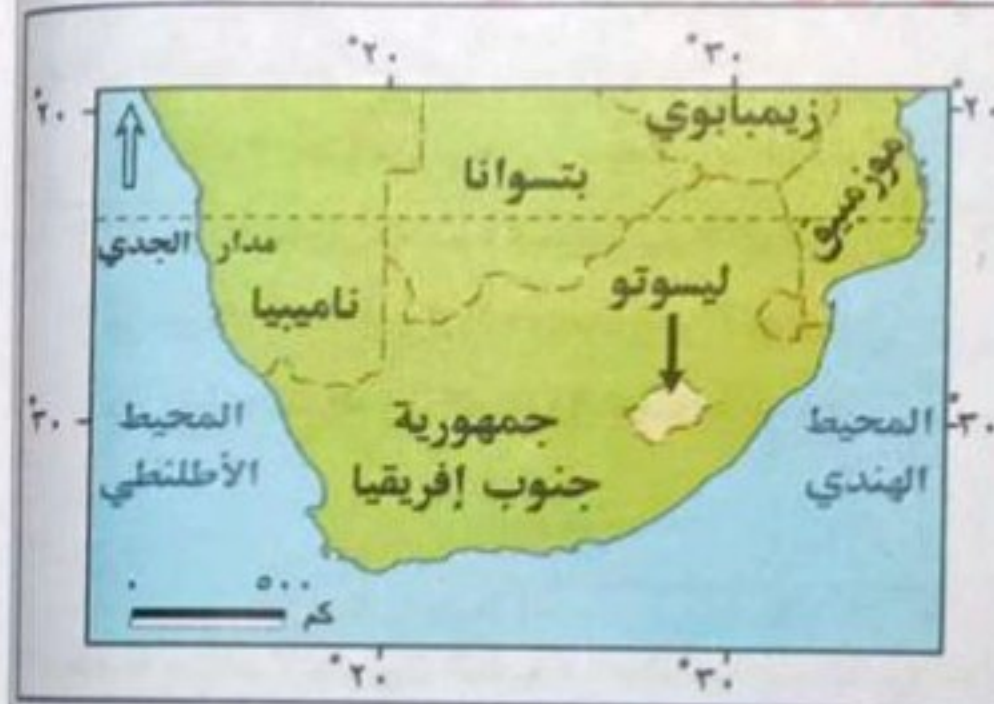 °٢٠
°٣٠
°٢٠
°٢٠
زيمبابوي
موزمبيق
بتسوانا
مدار الجدي
ليسوتو
ناميبيا
°٣٠
°٣٠
جمهورية
جنوب إفريقيا
المحيط
الأطلنطي
المحيط
الهندي
٠ ٥٠٠
كم
°٢٠
°٣٠